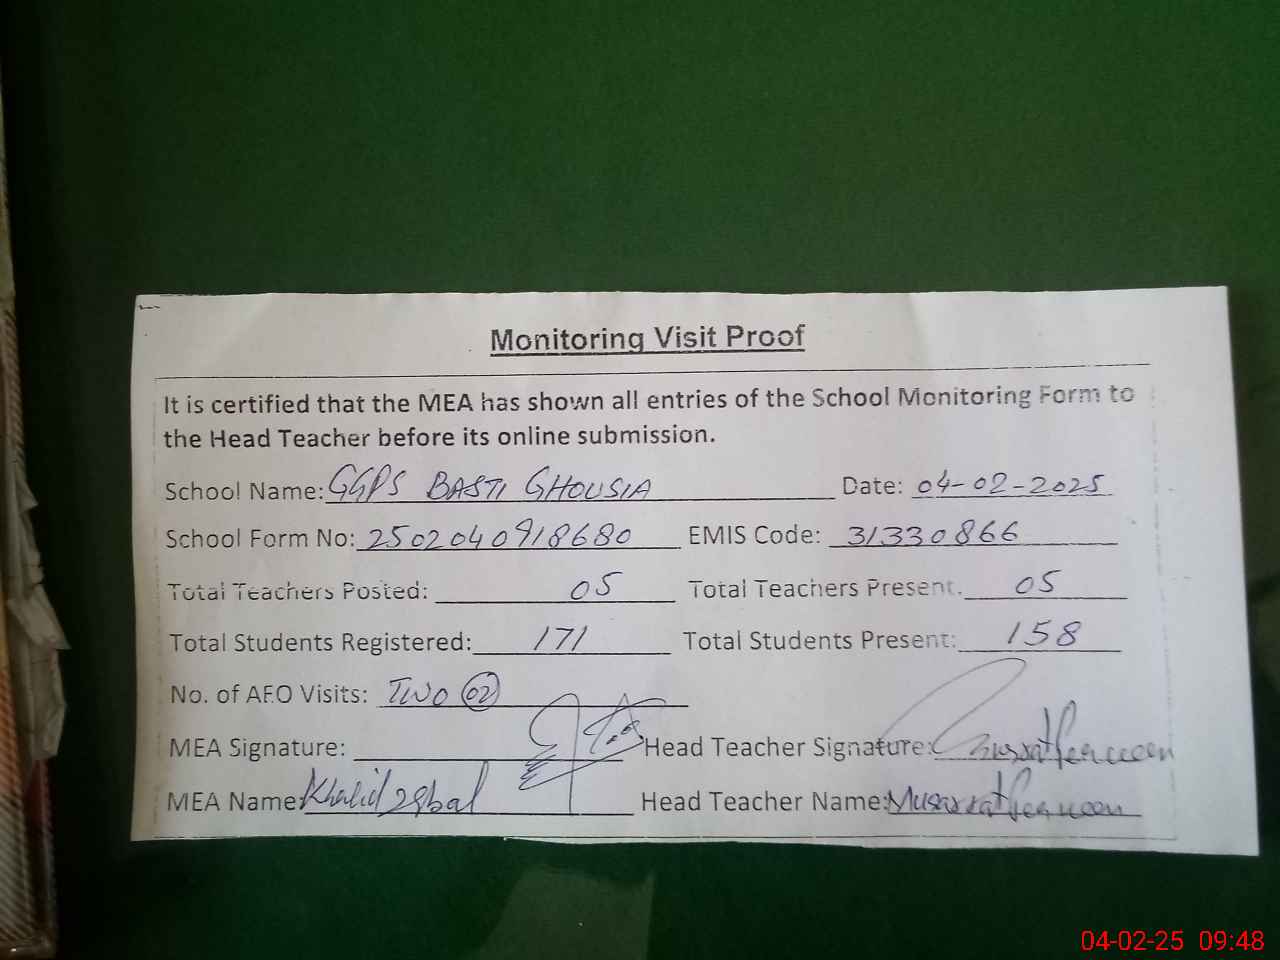 Monitoring Visit Proof
It is certified that the MEA has shown all entries of the School Monitoring Form to
the Head Teacher before its online submission.
School Name: GGPS BASTI GHOUSIA Date: 04-02-2025
School Form No: 2502040918680 EMIS Code: 31330866
Total Teachers Posted: 05 Total Teachers Present: 05
Total Students Registered: 171 Total Students Present: 158
No. of AEO Visits: TWO 02
MEA Signature: Head Teacher Signature: Musarrat Perveen
MEA Name: Khalid Iqbal Head Teacher Name: Musarrat Perveen
04-02-25 09:48